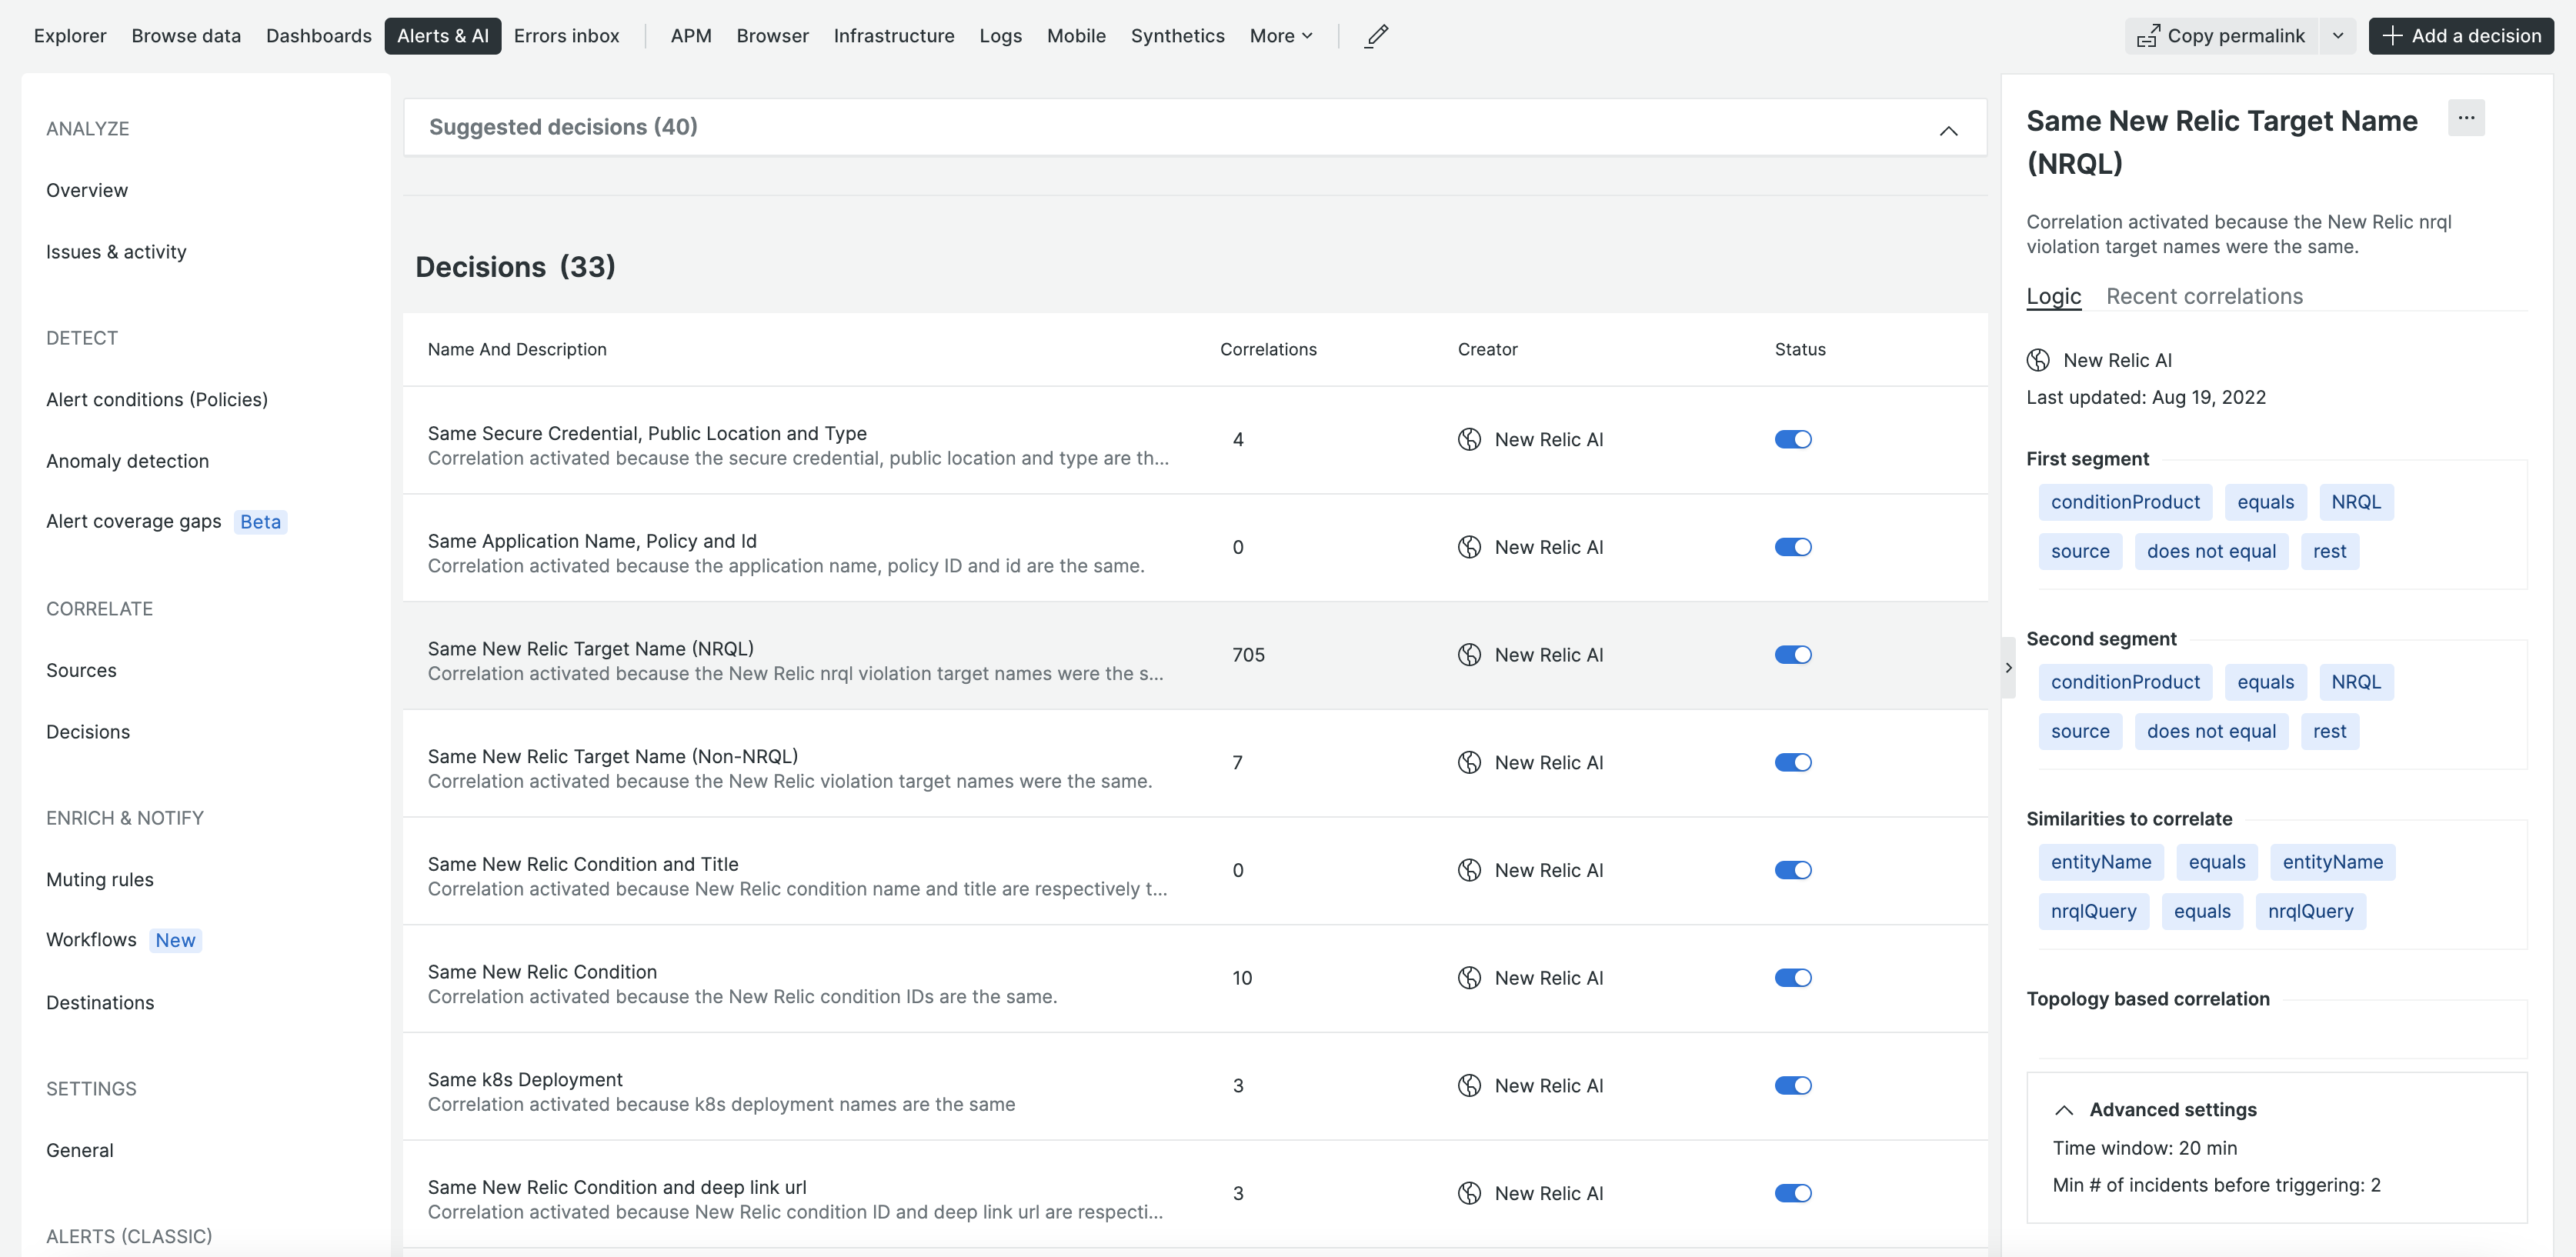 Explorer Browse data Dashboards Alerts & AI Errors inbox APM Browser Infrastructure Logs Mobile Synthetics More Copy permalink Add a decision
ANALYZE
Overview
Issues & activity
DETECT
Alert conditions (Policies)
Anomaly detection
Alert coverage gaps Beta
CORRELATE
Sources
Decisions
ENRICH & NOTIFY
Muting rules
Workflows New
Destinations
SETTINGS
General
ALERTS (CLASSIC)
Suggested decisions (40)
Decisions (33)
Name And Description Correlations Creator Status
Same Secure Credential, Public Location and Type
Correlation activated because the secure credential, public location and type are th...
4 New Relic AI
Same Application Name, Policy and Id
Correlation activated because the application name, policy ID and id are the same.
0 New Relic AI
Same New Relic Target Name (NRQL)
Correlation activated because the New Relic nrql violation target names were the s...
705 New Relic AI
Same New Relic Target Name (Non-NRQL)
Correlation activated because the New Relic violation target names were the same.
7 New Relic AI
Same New Relic Condition and Title
Correlation activated because New Relic condition name and title are respectively t...
0 New Relic AI
Same New Relic Condition
Correlation activated because the New Relic condition IDs are the same.
10 New Relic AI
Same k8s Deployment
Correlation activated because k8s deployment names are the same
3 New Relic AI
Same New Relic Condition and deep link url
Correlation activated because New Relic condition ID and deep link url are respecti...
3 New Relic AI
Same New Relic Target Name
(NRQL)
...
Correlation activated because the New Relic nrql
violation target names were the same.
Logic Recent correlations
New Relic AI
Last updated: Aug 19, 2022
First segment
conditionProduct equals NRQL
source does not equal rest
Second segment
conditionProduct equals NRQL
source does not equal rest
Similarities to correlate
entityName equals entityName
nrqlQuery equals nrqlQuery
Topology based correlation
Advanced settings
Time window: 20 min
Min # of incidents before triggering: 2